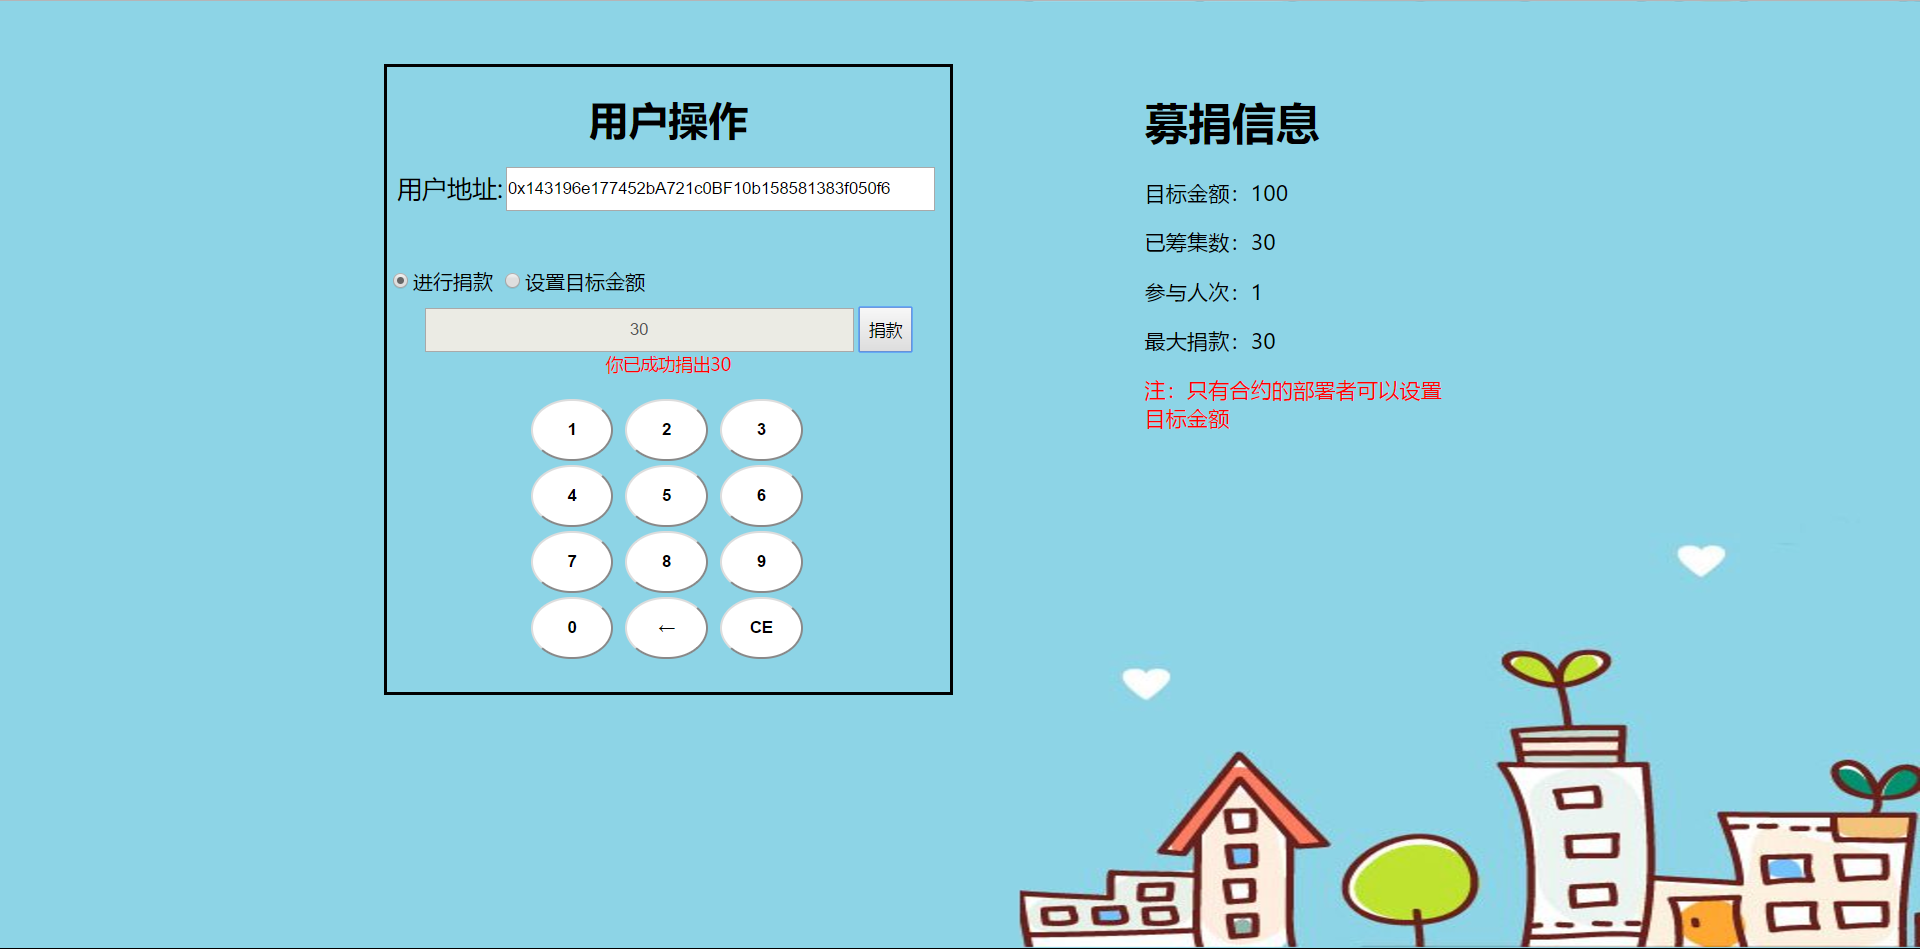 用户操作
用户地址: 0x143196e177452bA721c0BF10b158581383f050f6
进行捐款 设置目标金额
30 捐款
你已成功捐出30
1 2 3
4 5 6
7 8 9
0 ← CE
募捐信息
目标金额：100
已筹集数：30
参与人次：1
最大捐款：30
注：只有合约的部署者可以设置
目标金额